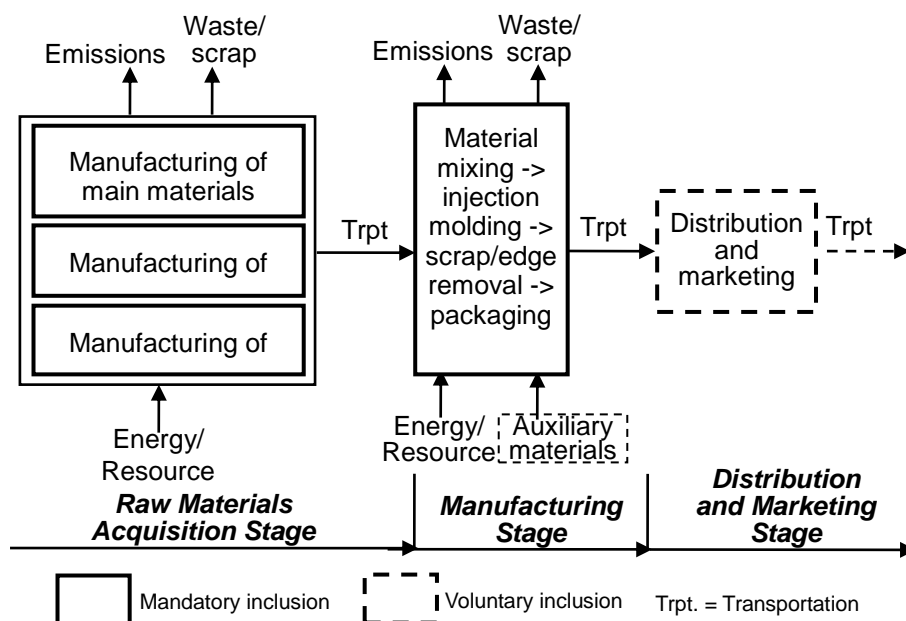 Emissions
Waste/
scrap
Emissions
Waste/
scrap
Manufacturing of
main materials
Manufacturing of
Manufacturing of
Trpt
Material
mixing ->
injection
molding ->
scrap/edge
removal ->
packaging
Trpt
Distribution
and
marketing
Trpt
Energy/
Resource
Energy/
Resource
Auxiliary
materials
Raw Materials
Acquisition Stage
Manufacturing
Stage
Distribution
and Marketing
Stage
Mandatory inclusion
Voluntary inclusion
Trpt. = Transportation